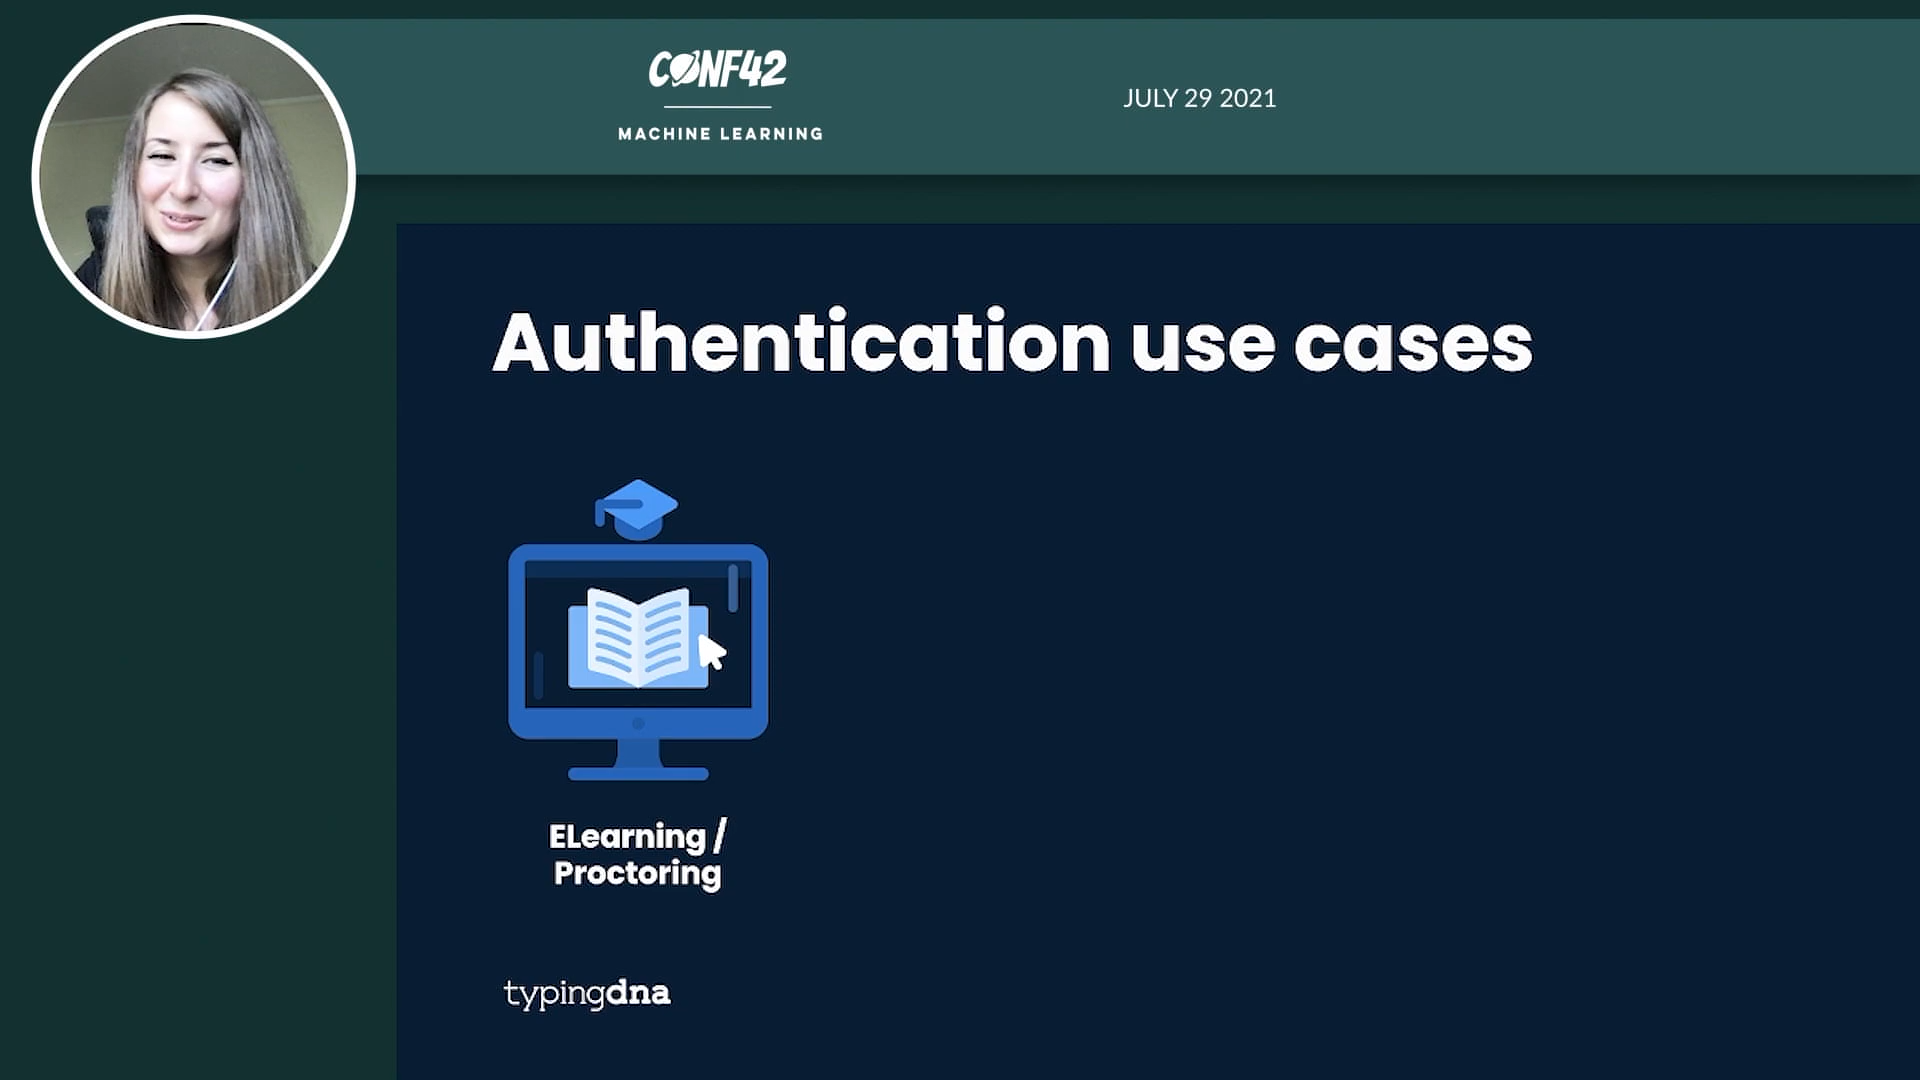 CONF42
MACHINE LEARNING
JULY 29 2021
Authentication use cases
ELearning /
Proctoring
typingdna